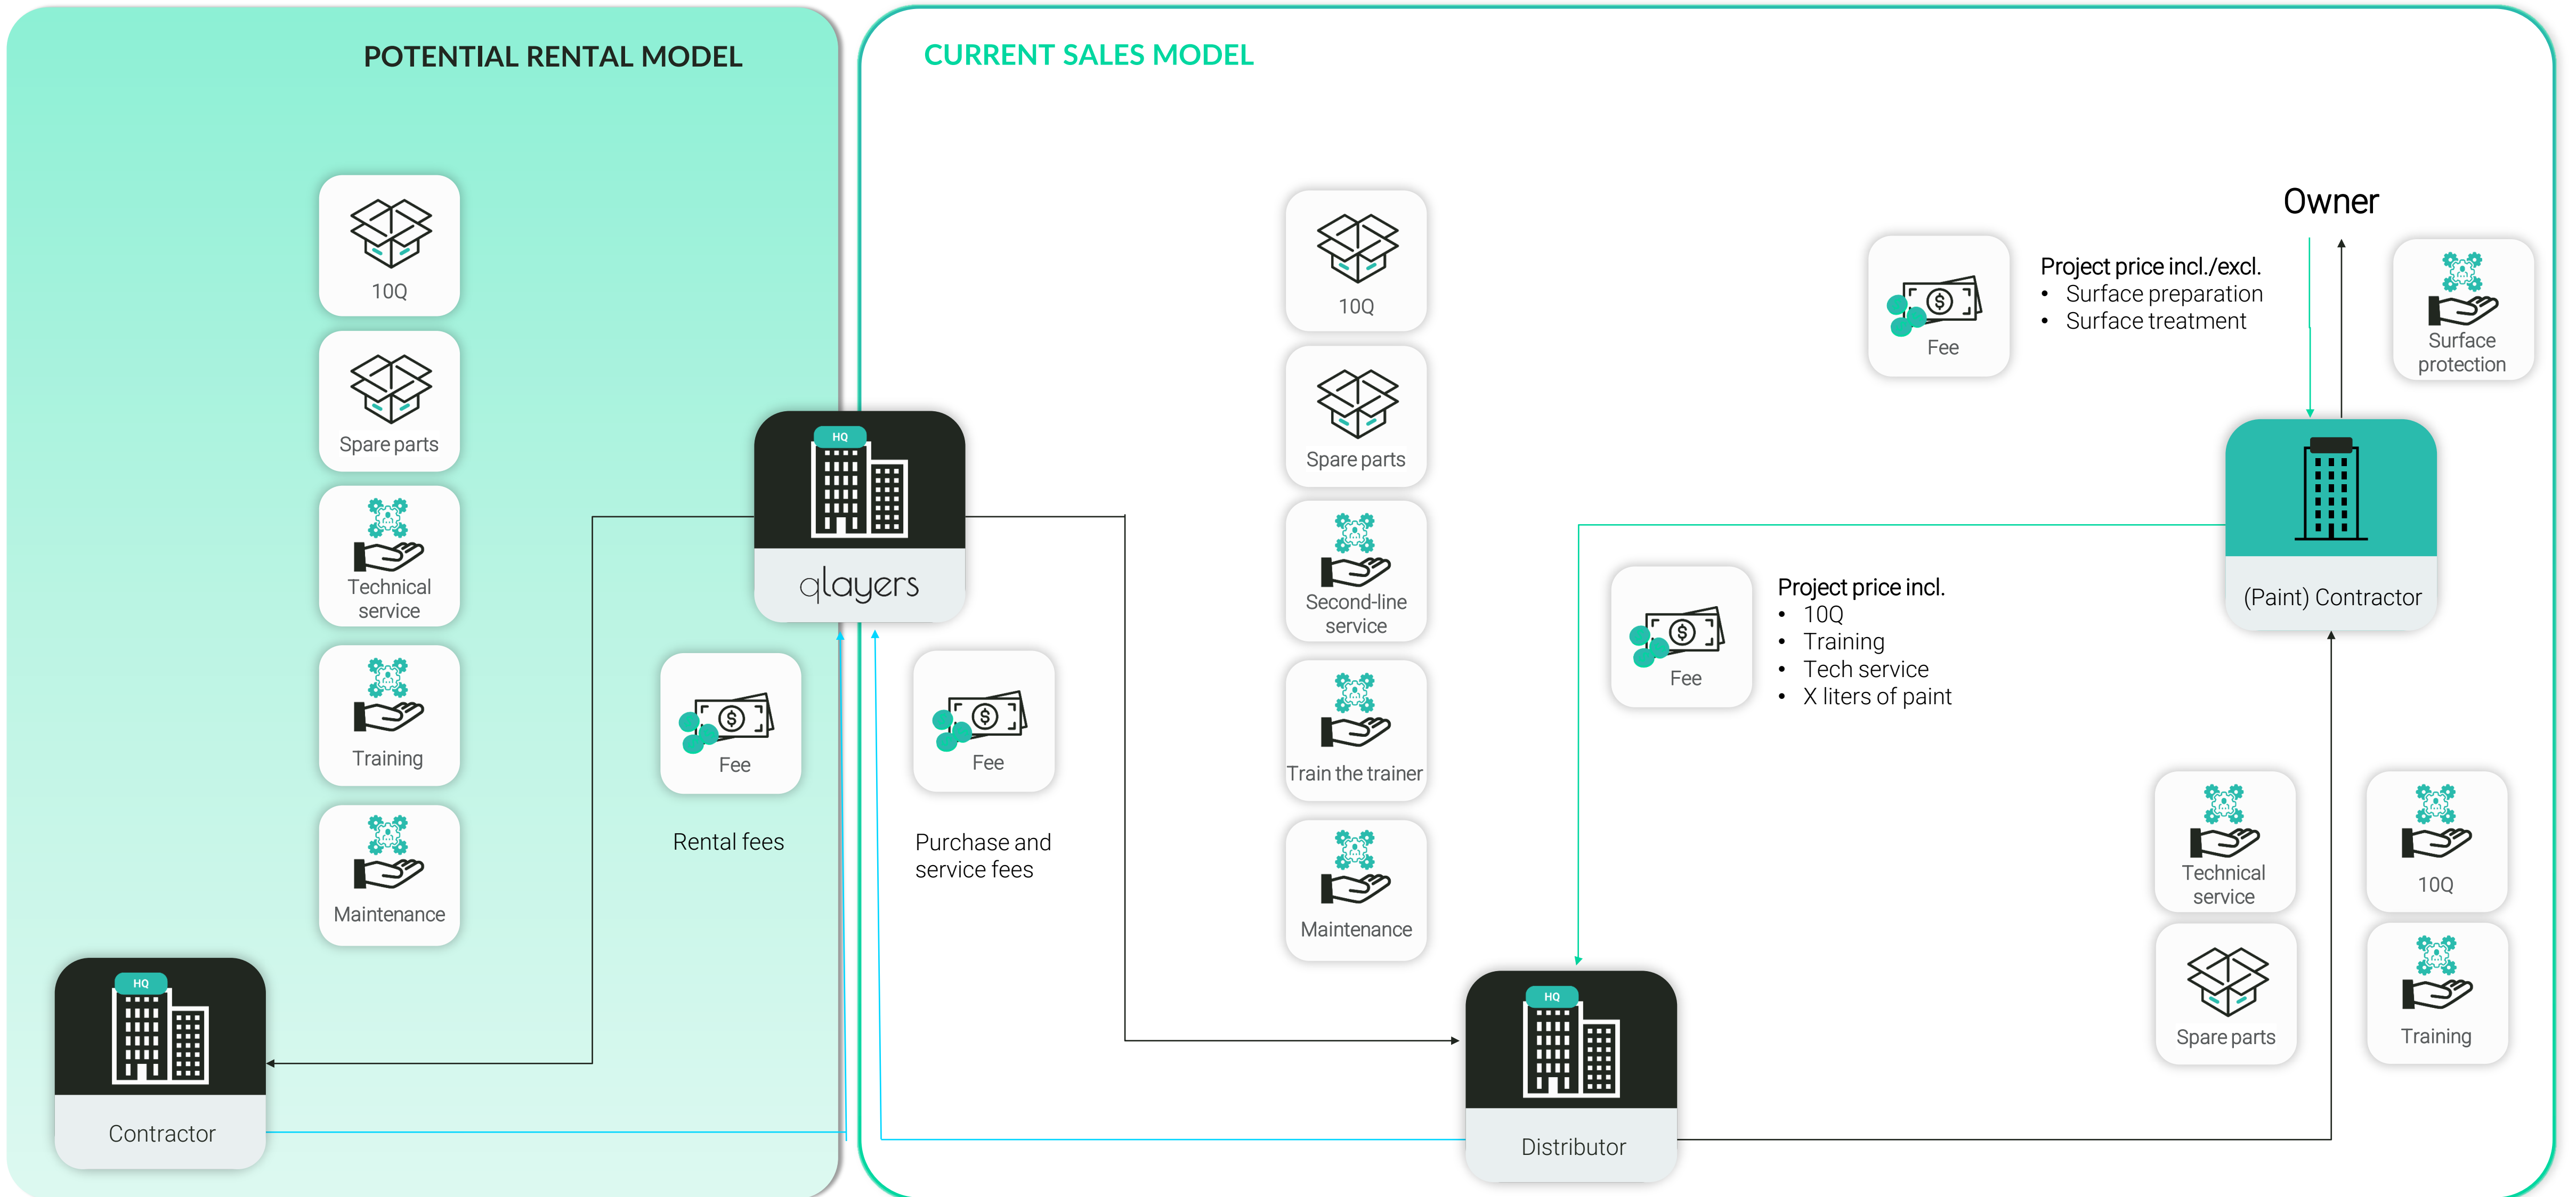 POTENTIAL RENTAL MODEL
10Q
Spare parts
Technical
service
Training
Maintenance
HQ
Contractor
HQ
qlayers
Fee
Rental fees
CURRENT SALES MODEL
Fee
Purchase and
service fees
10Q
Spare parts
Second-line
service
Train the trainer
Maintenance
HQ
Distributor
Fee
Project price incl.
• 10Q
• Training
• Tech service
• X liters of paint
Fee
Project price incl./excl.
• Surface preparation
• Surface treatment
Owner
Surface
protection
(Paint) Contractor
Technical
service
10Q
Spare parts
Training